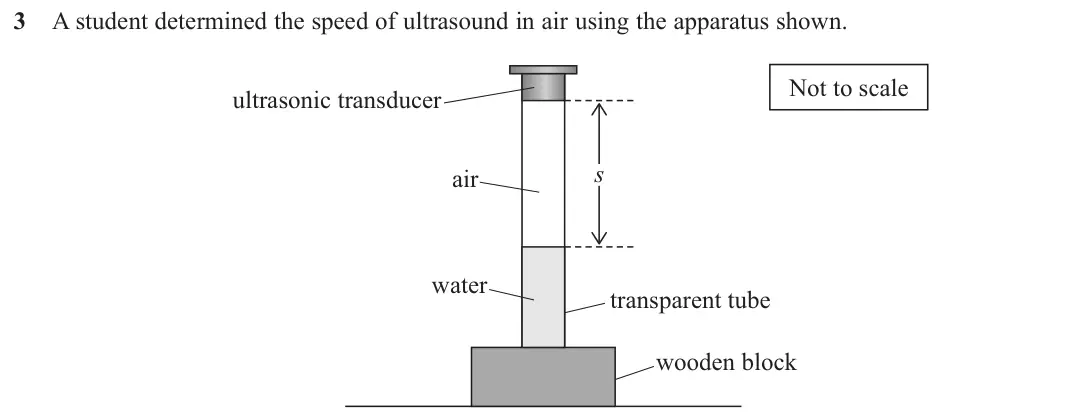 3 A student determined the speed of ultrasound in air using the apparatus shown.
Not to scale
ultrasonic transducer
air
s
water
transparent tube
wooden block